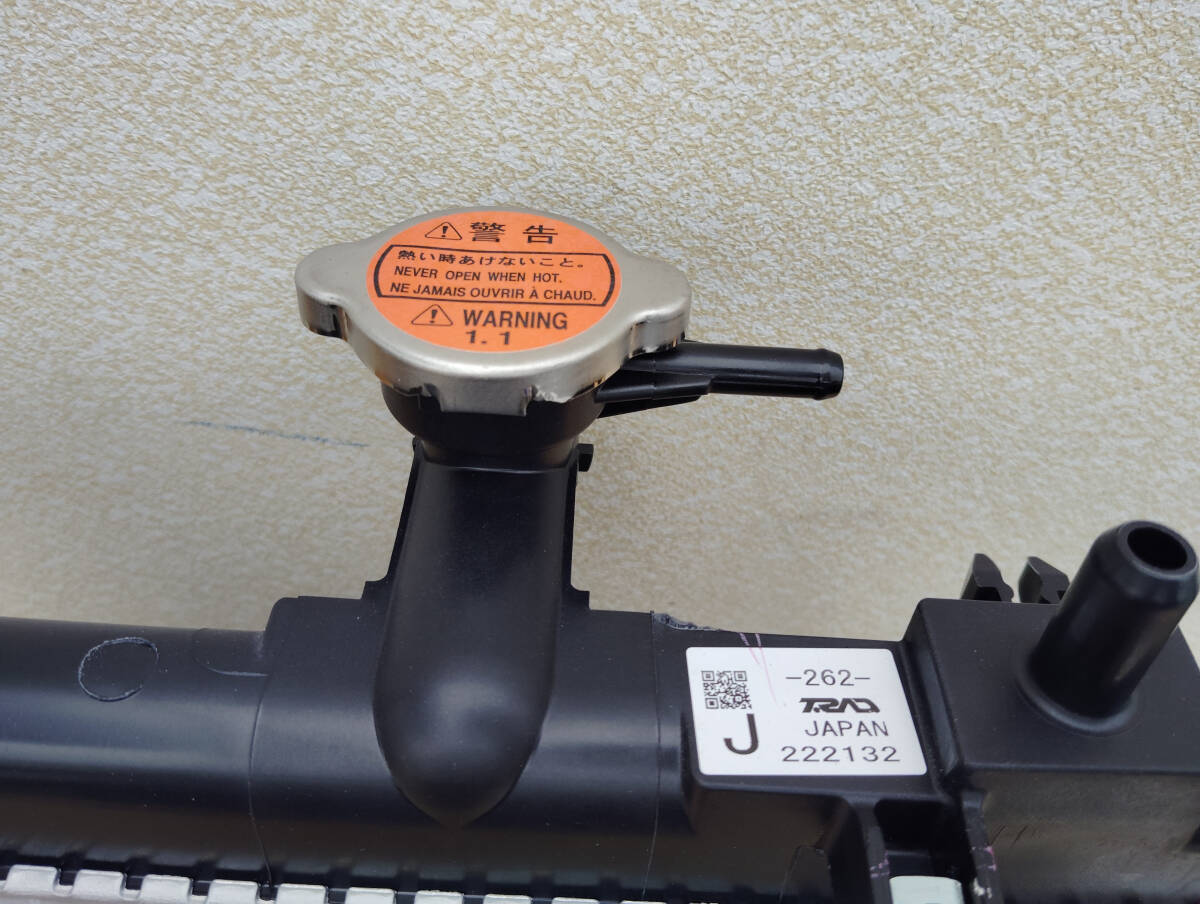 警告
熱い時あけないこと。
NEVER OPEN WHEN HOT.
NE JAMAIS OUVRIR À CHAUD.
WARNING
1.1
-262-
T.RAD
J JAPAN
222132